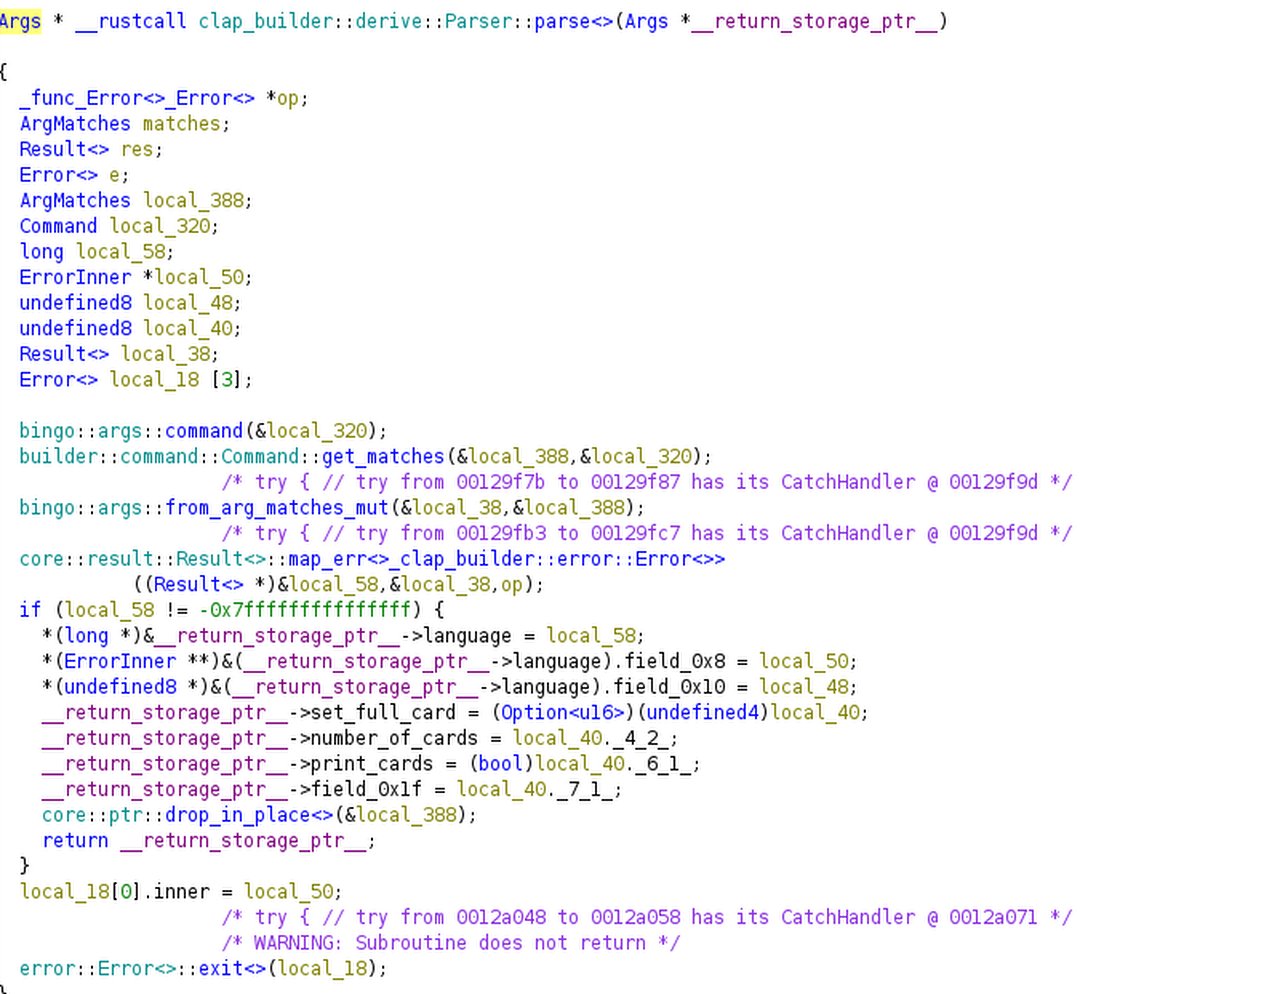 Args * __rustcall clap_builder::derive::Parser::parse<>(Args *__return_storage_ptr__)
{
_func_Error<>_Error<> *op;
ArgMatches matches;
Result<> res;
Error<> e;
ArgMatches local_388;
Command local_320;
long local_58;
ErrorInner *local_50;
undefined8 local_48;
undefined8 local_40;
Result<> local_38;
Error<> local_18 [3];
bingo::args::command(&local_320);
builder::command::Command::get_matches(&local_388,&local_320);
/* try { // try from 00129f7b to 00129f87 has its CatchHandler @ 00129f9d */
bingo::args::from_arg_matches_mut(&local_38,&local_388);
/* try { // try from 00129fb3 to 00129fc7 has its CatchHandler @ 00129f9d */
core::result::Result<>::map_err<>_clap_builder::error::Error<>>
((Result<> *)&local_58,&local_38,op);
if (local_58 != -0x7fffffffffffffff) {
*(long *)&__return_storage_ptr__->language = local_58;
*(ErrorInner **)&(__return_storage_ptr__->language).field_0x8 = local_50;
*(undefined8 *)&(__return_storage_ptr__->language).field_0x10 = local_48;
__return_storage_ptr__->set_full_card = (Option<u16>)(undefined4)local_40;
__return_storage_ptr__->number_of_cards = local_40._4_2_;
__return_storage_ptr__->print_cards = (bool)local_40._6_1_;
__return_storage_ptr__->field_0x1f = local_40._7_1_;
core::ptr::drop_in_place<>(&local_388);
return __return_storage_ptr__;
}
local_18[0].inner = local_50;
/* try { // try from 0012a048 to 0012a058 has its CatchHandler @ 0012a071 */
/* WARNING: Subroutine does not return */
error::Error<>::exit<>(local_18);
}